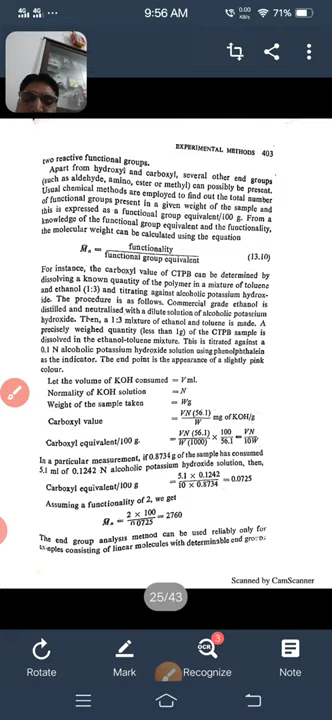 9:56 AM
0.00
KB/s
71%
EXPERIMENTAL METHODS 403
two reactive functional groups.
Apart from hydroxyl and carboxyl, several other end groups
(such as aldehyde, amino, ester or methyl) can possibly be present.
Usual chemical methods are employed to find out the total number
of functional groups present in a given weight of the sample and
this is expressed as a functional group equivalent/100 g. From a
knowledge of the functional group equivalent and the functionality,
the molecular weight can be calculated using the equation
M̄n = functionality / functional group equivalent (13.10)
For instance, the carboxyl value of CTPB can be determined by
dissolving a known quantity of the polymer in a mixture of toluene
and ethanol (1:3) and titrating against alcoholic potassium hydrox-
ide. The procedure is as follows. Commercial grade ethanol is
distilled and neutralised with a dilute solution of alcoholic potassium
hydroxide. Then, a 1:3 mixture of ethanol and toluene is made. A
precisely weighed quantity (less than 1g) of the CTPB sample is
dissolved in the ethanol-toluene mixture. This is titrated against a
0.1 N alcoholic potassium hydroxide solution using phenolphthalein
as the indicator. The end point is the appearance of a slightly pink
colour.
Let the volume of KOH consumed = V ml.
Normality of KOH solution = N
Weight of the sample taken = Wg
Carboxyl value = VN (56.1) / W mg of KOH/g
Carboxyl equivalent/100 g. = VN (56.1) / W (1000) × 100 / 56.1 = VN / 10W
In a particular measurement, if 0.8734 g of the sample has consumed
5.1 ml of 0.1242 N alcoholic potassium hydroxide solution, then,
Carboxyl equivalent/100 g = 5.1 × 0.1242 / 10 × 0.8734 = 0.0725
Assuming a functionality of 2, we get
M̄n = 2 × 100 / 0.0725 = 2760
The end group analysis method can be used reliably only for
samples consisting of linear molecules with determinable end group
Scanned by CamScanner
25/43
OCR
3
Rotate Mark Recognize Note